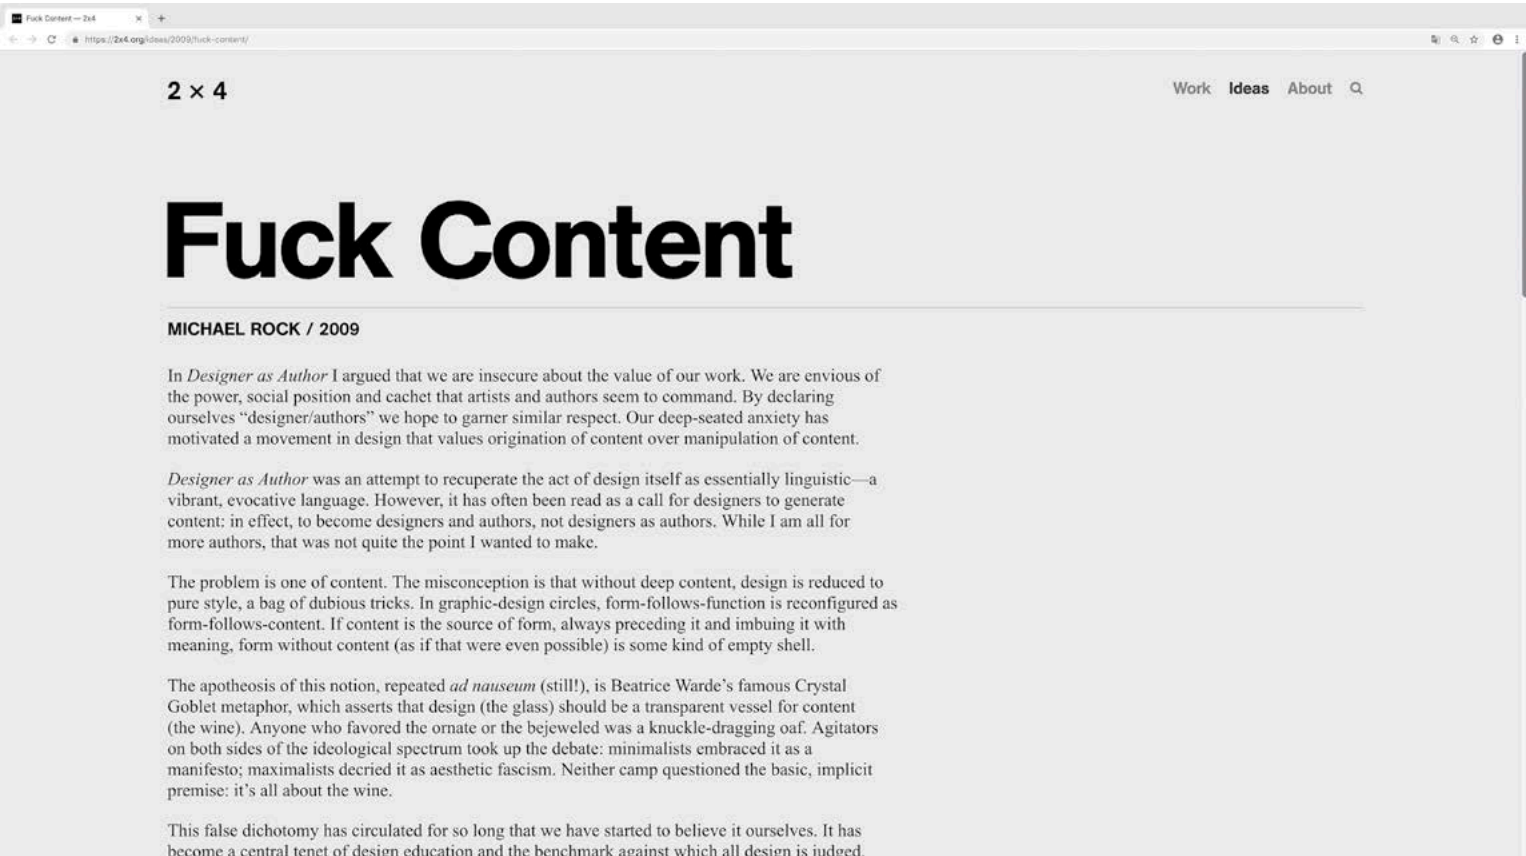 Fuck Content — 2x4
https://2x4.org/ideas/2009/fuck-content/
2 × 4
Work Ideas About
Fuck Content
MICHAEL ROCK / 2009
In Designer as Author I argued that we are insecure about the value of our work. We are envious of
the power, social position and cachet that artists and authors seem to command. By declaring
ourselves “designer/authors” we hope to garner similar respect. Our deep-seated anxiety has
motivated a movement in design that values origination of content over manipulation of content.
Designer as Author was an attempt to recuperate the act of design itself as essentially linguistic—a
vibrant, evocative language. However, it has often been read as a call for designers to generate
content: in effect, to become designers and authors, not designers as authors. While I am all for
more authors, that was not quite the point I wanted to make.
The problem is one of content. The misconception is that without deep content, design is reduced to
pure style, a bag of dubious tricks. In graphic-design circles, form-follows-function is reconfigured as
form-follows-content. If content is the source of form, always preceding it and imbuing it with
meaning, form without content (as if that were even possible) is some kind of empty shell.
The apotheosis of this notion, repeated ad nauseum (still!), is Beatrice Warde’s famous Crystal
Goblet metaphor, which asserts that design (the glass) should be a transparent vessel for content
(the wine). Anyone who favored the ornate or the bejeweled was a knuckle-dragging oaf. Agitators
on both sides of the ideological spectrum took up the debate: minimalists embraced it as a
manifesto; maximalists decried it as aesthetic fascism. Neither camp questioned the basic, implicit
premise: it’s all about the wine.
This false dichotomy has circulated for so long that we have started to believe it ourselves. It has
become a central tenet of design education and the benchmark against which all design is judged.